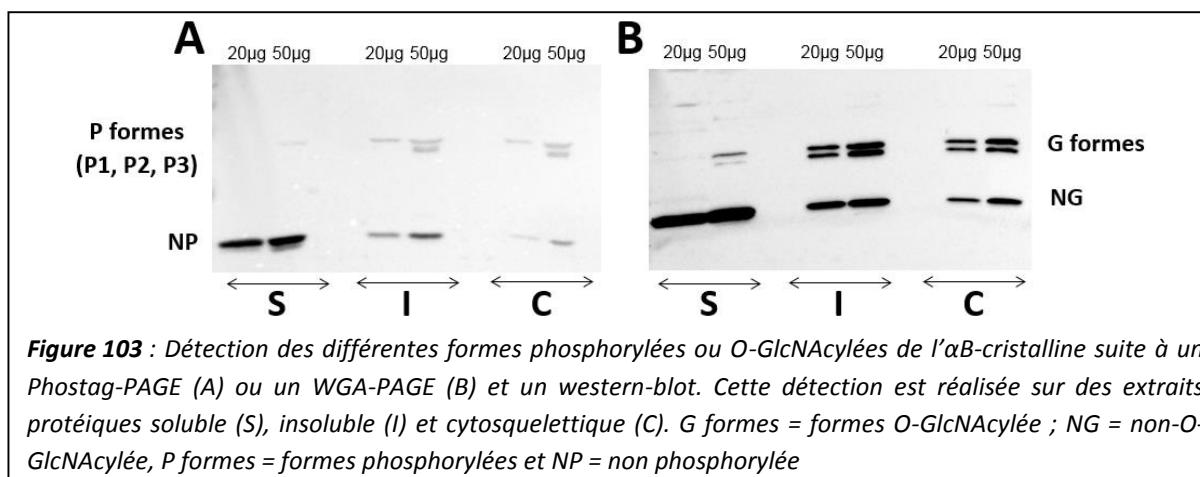 A
B
20µg 50µg 20µg 50µg 20µg 50µg 20µg 50µg 20µg 50µg 20µg 50µg
P formes
(P1, P2, P3)
G formes
NG
NP
S I C S I C
Figure 103 : Détection des différentes formes phosphorylées ou O-GlcNAcylées de l'αB-cristalline suite à un
Phostag-PAGE (A) ou un WGA-PAGE (B) et un western-blot. Cette détection est réalisée sur des extraits
protéiques soluble (S), insoluble (I) et cytosquelettique (C). G formes = formes O-GlcNAcylée ; NG = non-O-
GlcNAcylée, P formes = formes phosphorylées et NP = non phosphorylée